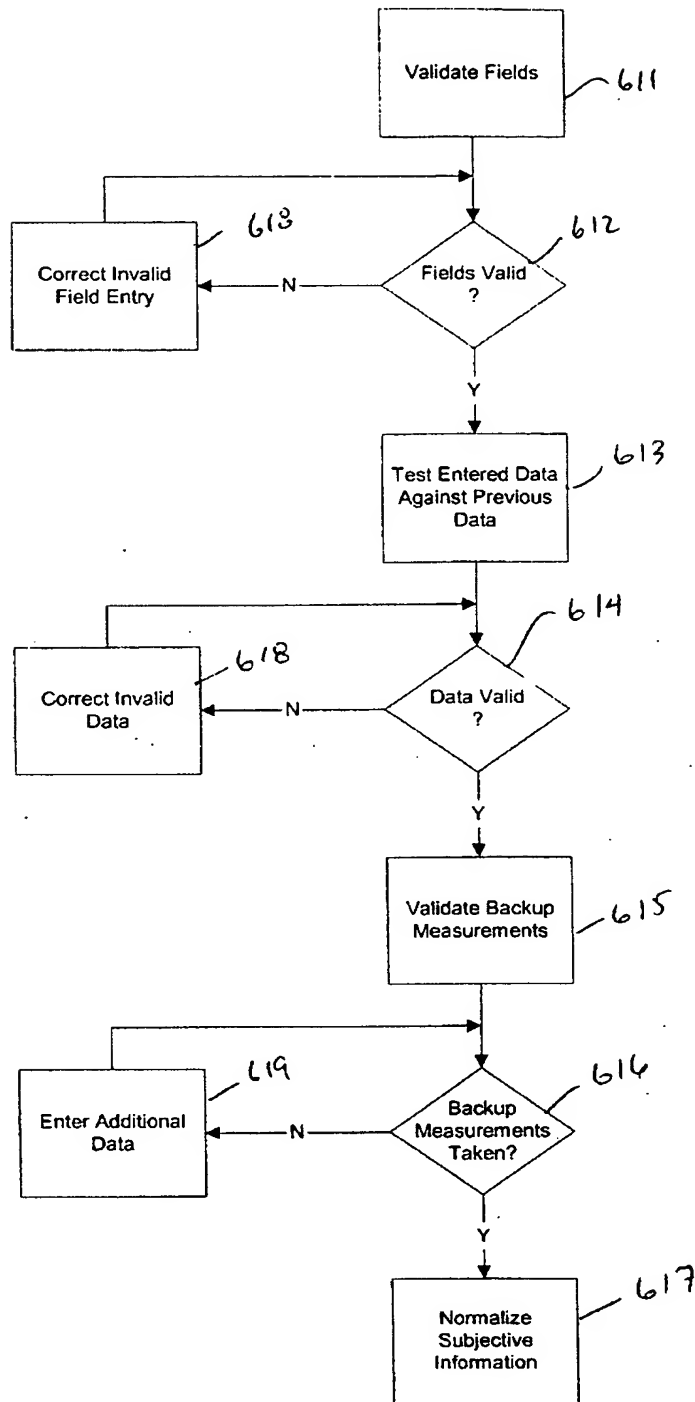 Validate Fields
611
618
612
Correct Invalid
Field Entry
N
Fields Valid
?
Y
Test Entered Data
Against Previous
Data
613
614
618
Correct Invalid
Data
N
Data Valid
?
Y
Validate Backup
Measurements
615
619
616
Enter Additional
Data
N
Backup
Measurements
Taken?
Y
617
Normalize
Subjective
Information